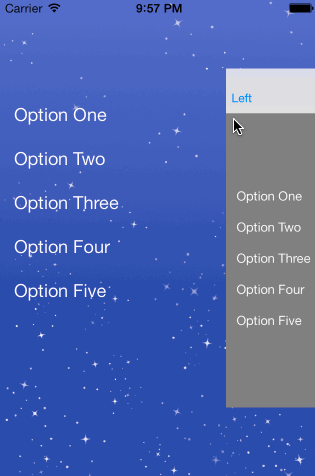 Carrier 9:57 PM
Option One
Option Two
Option Three
Option Four
Option Five
Left
Option One
Option Two
Option Three
Option Four
Option Five